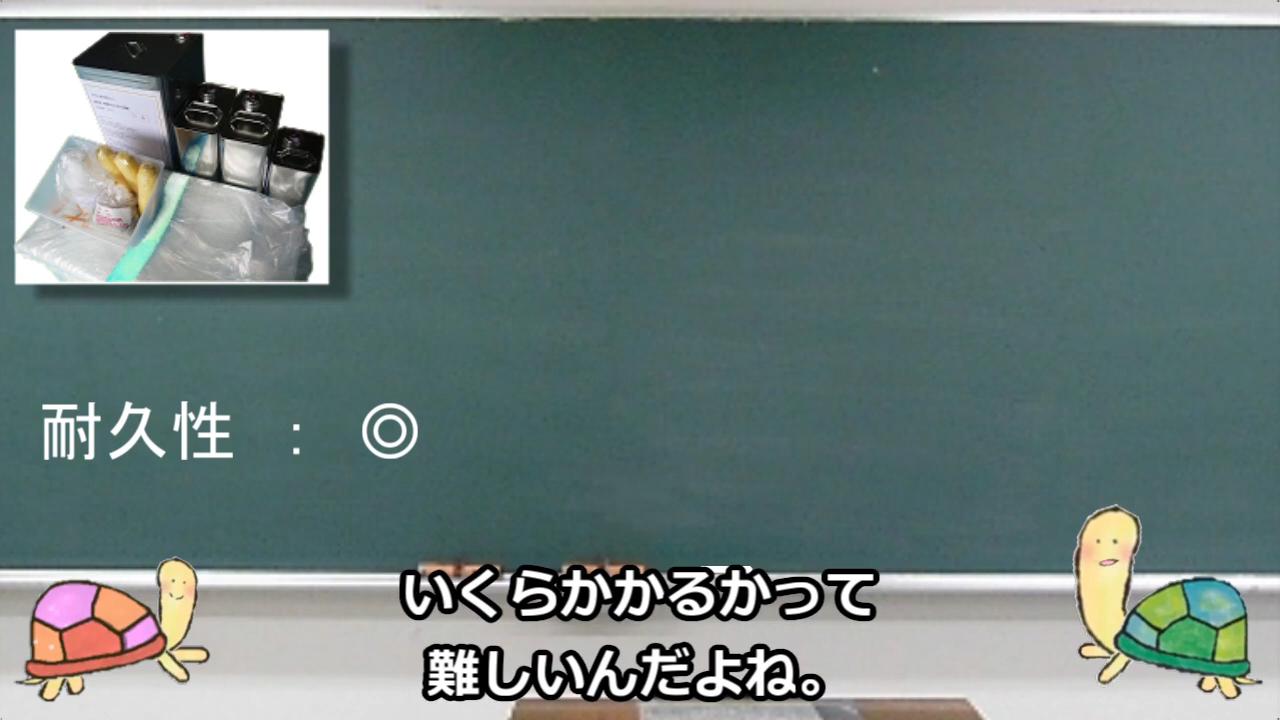 耐久性 ： ◎
いくらかかるかって
難しいんだよね。